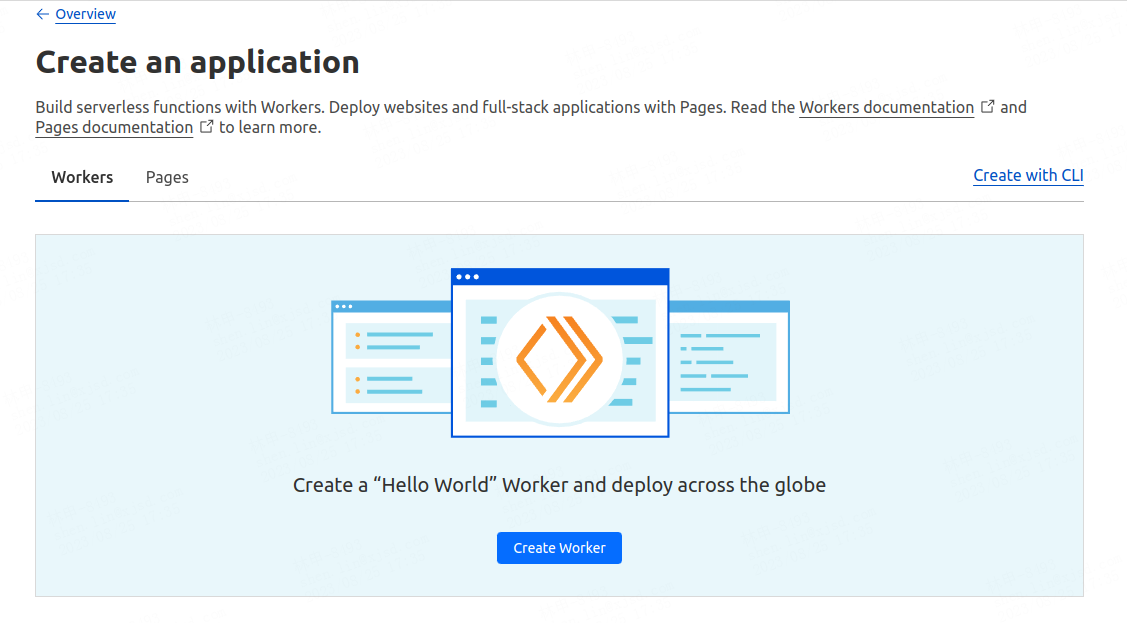 Overview
Create an application
Build serverless functions with Workers. Deploy websites and full-stack applications with Pages. Read the Workers documentation and
Pages documentation to learn more.
Workers Pages Create with CLI
Create a “Hello World” Worker and deploy across the globe
Create Worker